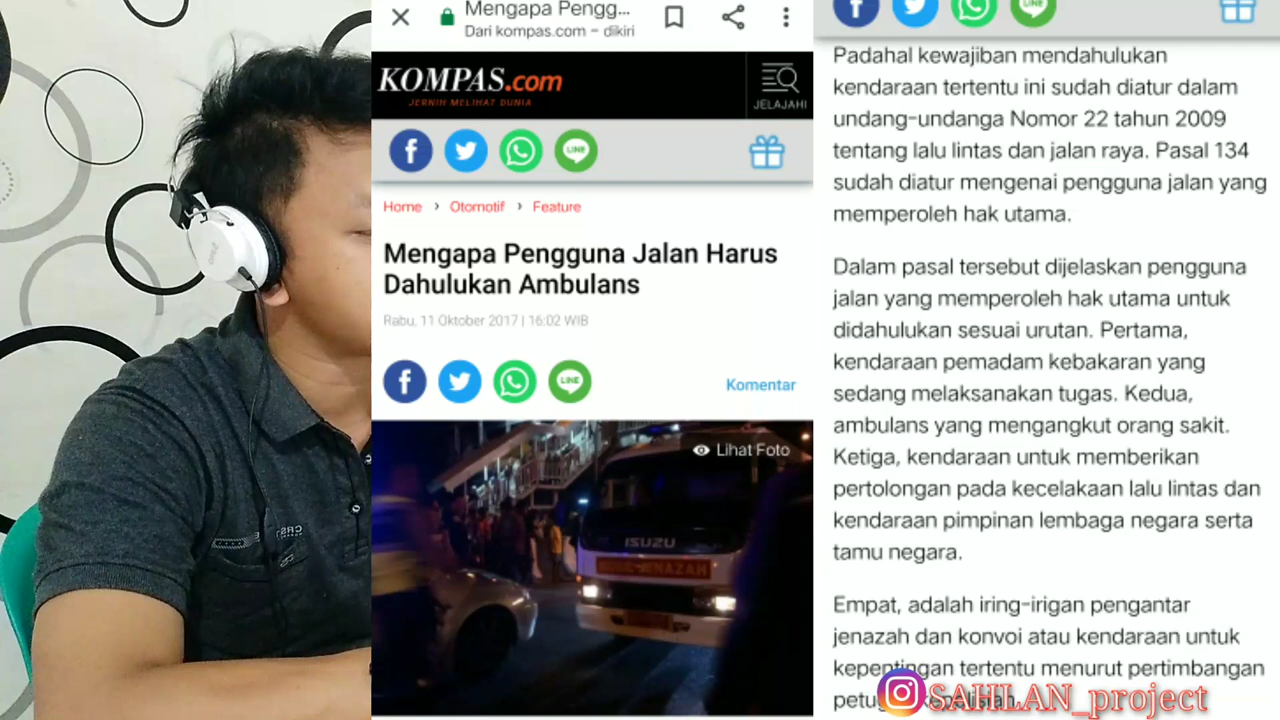 Mengapa Pengg...
Dari kompas.com – dikiri
KOMPAS.com
JERNIH MELIHAT DUNIA
JELAJAHI
LINE
Home › Otomotif › Feature
Mengapa Pengguna Jalan Harus
Dahulukan Ambulans
Rabu, 11 Oktober 2017 | 16:02 WIB
LINE
Komentar
Lihat Foto
ISUZU
JENAZAH
LINE
Padahal kewajiban mendahulukan
kendaraan tertentu ini sudah diatur dalam
undang-undanga Nomor 22 tahun 2009
tentang lalu lintas dan jalan raya. Pasal 134
sudah diatur mengenai pengguna jalan yang
memperoleh hak utama.
Dalam pasal tersebut dijelaskan pengguna
jalan yang memperoleh hak utama untuk
didahulukan sesuai urutan. Pertama,
kendaraan pemadam kebakaran yang
sedang melaksanakan tugas. Kedua,
ambulans yang mengangkut orang sakit.
Ketiga, kendaraan untuk memberikan
pertolongan pada kecelakaan lalu lintas dan
kendaraan pimpinan lembaga negara serta
tamu negara.
Empat, adalah iring-irigan pengantar
jenazah dan konvoi atau kendaraan untuk
kepentingan tertentu menurut pertimbangan
SAHLAN_project